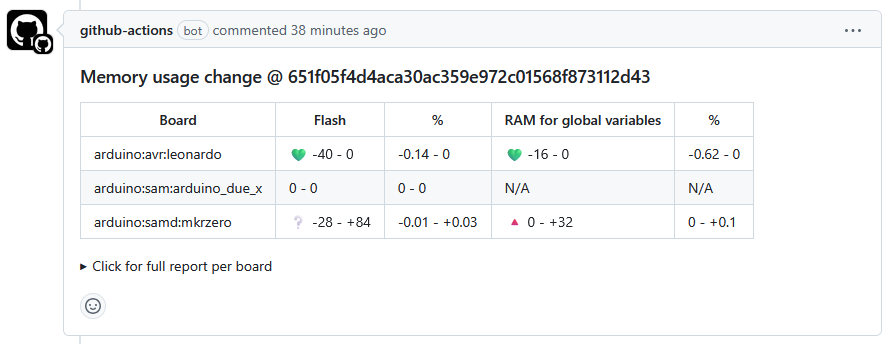 github-actions bot commented 38 minutes ago
Memory usage change @ 651f05f4d4aca30ac359e972c01568f873112d43
Board Flash % RAM for global variables %
arduino:avr:leonardo 💚 -40 - 0 -0.14 - 0 💚 -16 - 0 -0.62 - 0
arduino:sam:arduino_due_x 0 - 0 0 - 0 N/A N/A
arduino:samd:mkrzero ❔ -28 - +84 -0.01 - +0.03 🔺 0 - +32 0 - +0.1
Click for full report per board